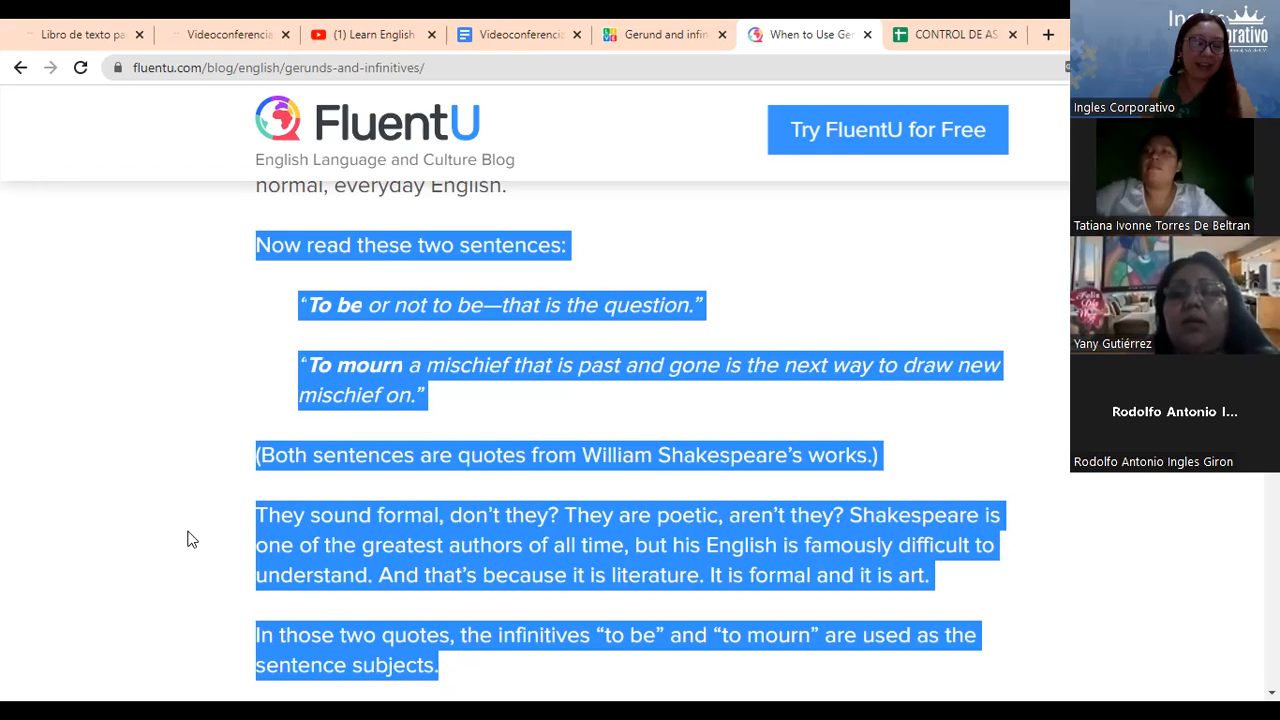 Libro de texto pa
Videoconferencia
(1) Learn English
Videoconferenci
Gerund and infi
When to Use Ger
CONTROL DE AS
fluentu.com/blog/english/gerunds-and-infinitives/
FluentU
English Language and Culture Blog
Try FluentU for Free
normal, everyday English.
Now read these two sentences:
“To be or not to be—that is the question.”
“To mourn a mischief that is past and gone is the next way to draw new
mischief on.”
(Both sentences are quotes from William Shakespeare’s works.)
They sound formal, don’t they? They are poetic, aren’t they? Shakespeare is
one of the greatest authors of all time, but his English is famously difficult to
understand. And that’s because it is literature. It is formal and it is art.
In those two quotes, the infinitives “to be” and “to mourn” are used as the
sentence subjects.
Ingles Corporativo
Tatiana Ivonne Torres De Beltran
Yany Gutiérrez
Rodolfo Antonio I...
Rodolfo Antonio Ingles Giron